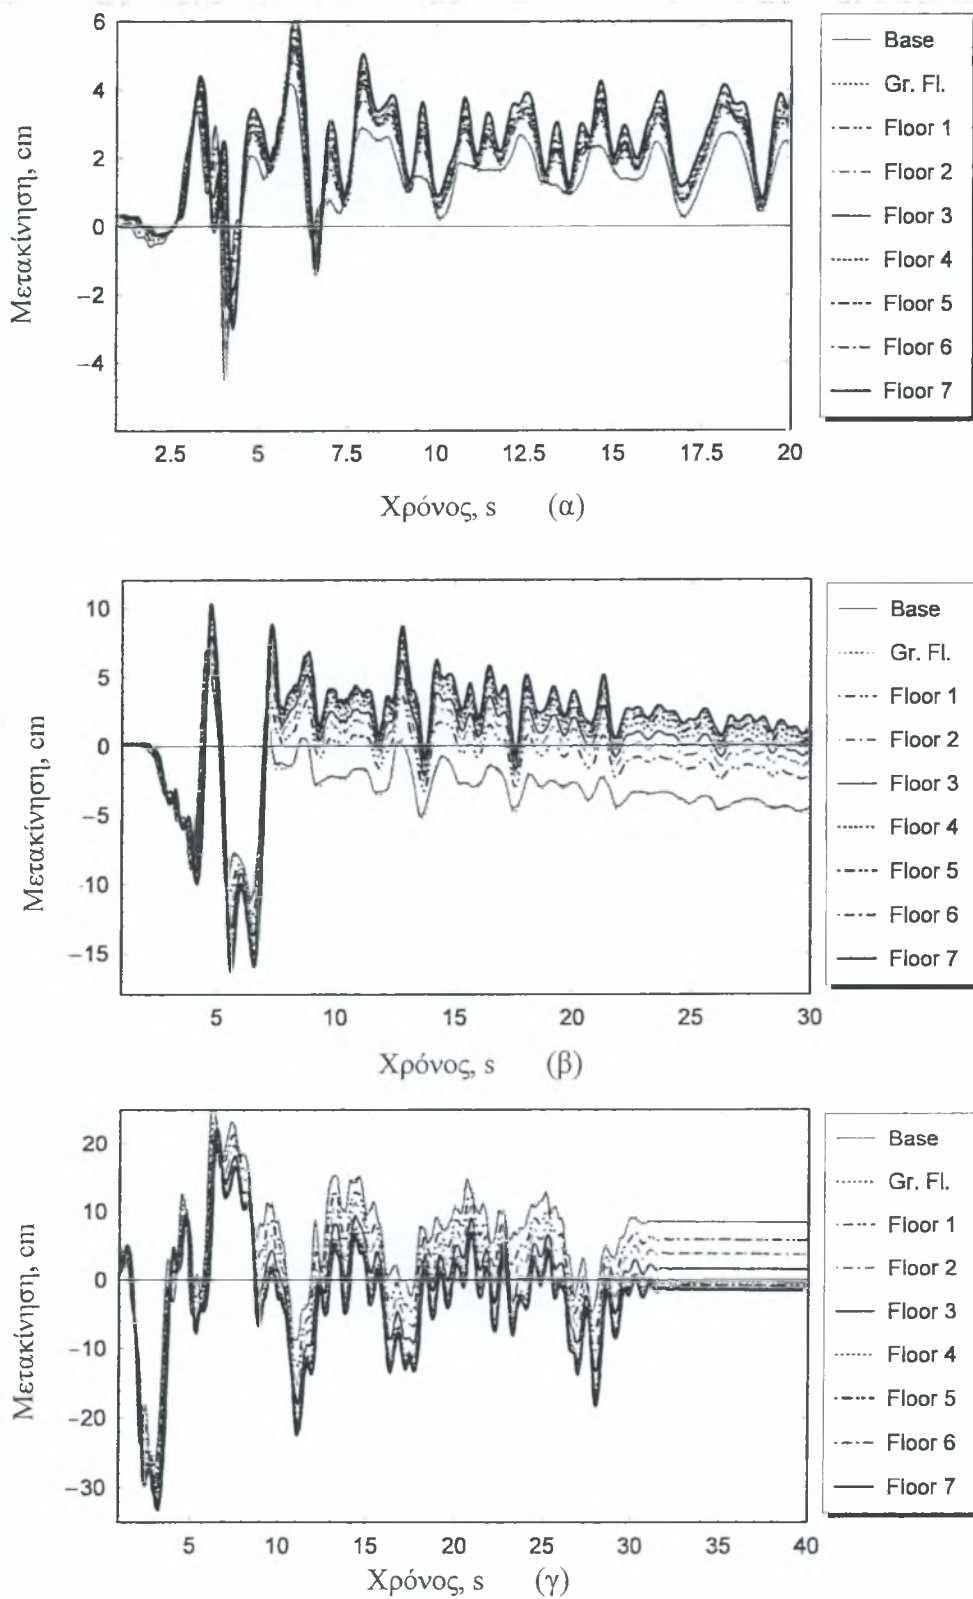 6
4
2
0
−2
−4
Μετακίνηση, cm
2.5 5 7.5 10 12.5 15 17.5 20
Χρόνος, s (α)
Base
Gr. Fl.
Floor 1
Floor 2
Floor 3
Floor 4
Floor 5
Floor 6
Floor 7
10
5
0
−5
−10
−15
Μετακίνηση, cm
5 10 15 20 25 30
Χρόνος, s (β)
Base
Gr. Fl.
Floor 1
Floor 2
Floor 3
Floor 4
Floor 5
Floor 6
Floor 7
20
10
0
−10
−20
−30
Μετακίνηση, cm
5 10 15 20 25 30 35 40
Χρόνος, s (γ)
Base
Gr. Fl.
Floor 1
Floor 2
Floor 3
Floor 4
Floor 5
Floor 6
Floor 7